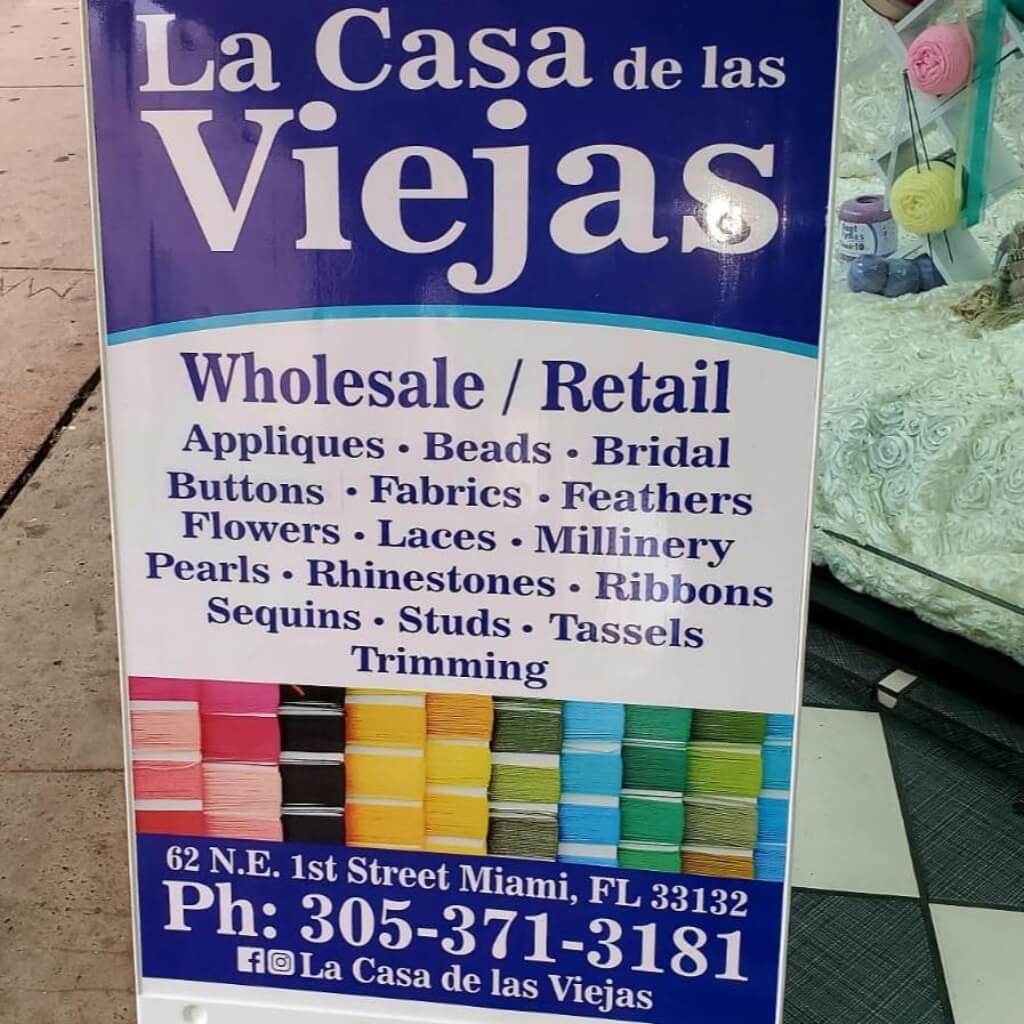 La Casa de las
Viejas
Wholesale / Retail
Appliques • Beads • Bridal
Buttons • Fabrics • Feathers
Flowers • Laces • Millinery
Pearls • Rhinestones • Ribbons
Sequins • Studs • Tassels
Trimming
62 N.E. 1st Street Miami, FL 33132
Ph: 305-371-3181
La Casa de las Viejas